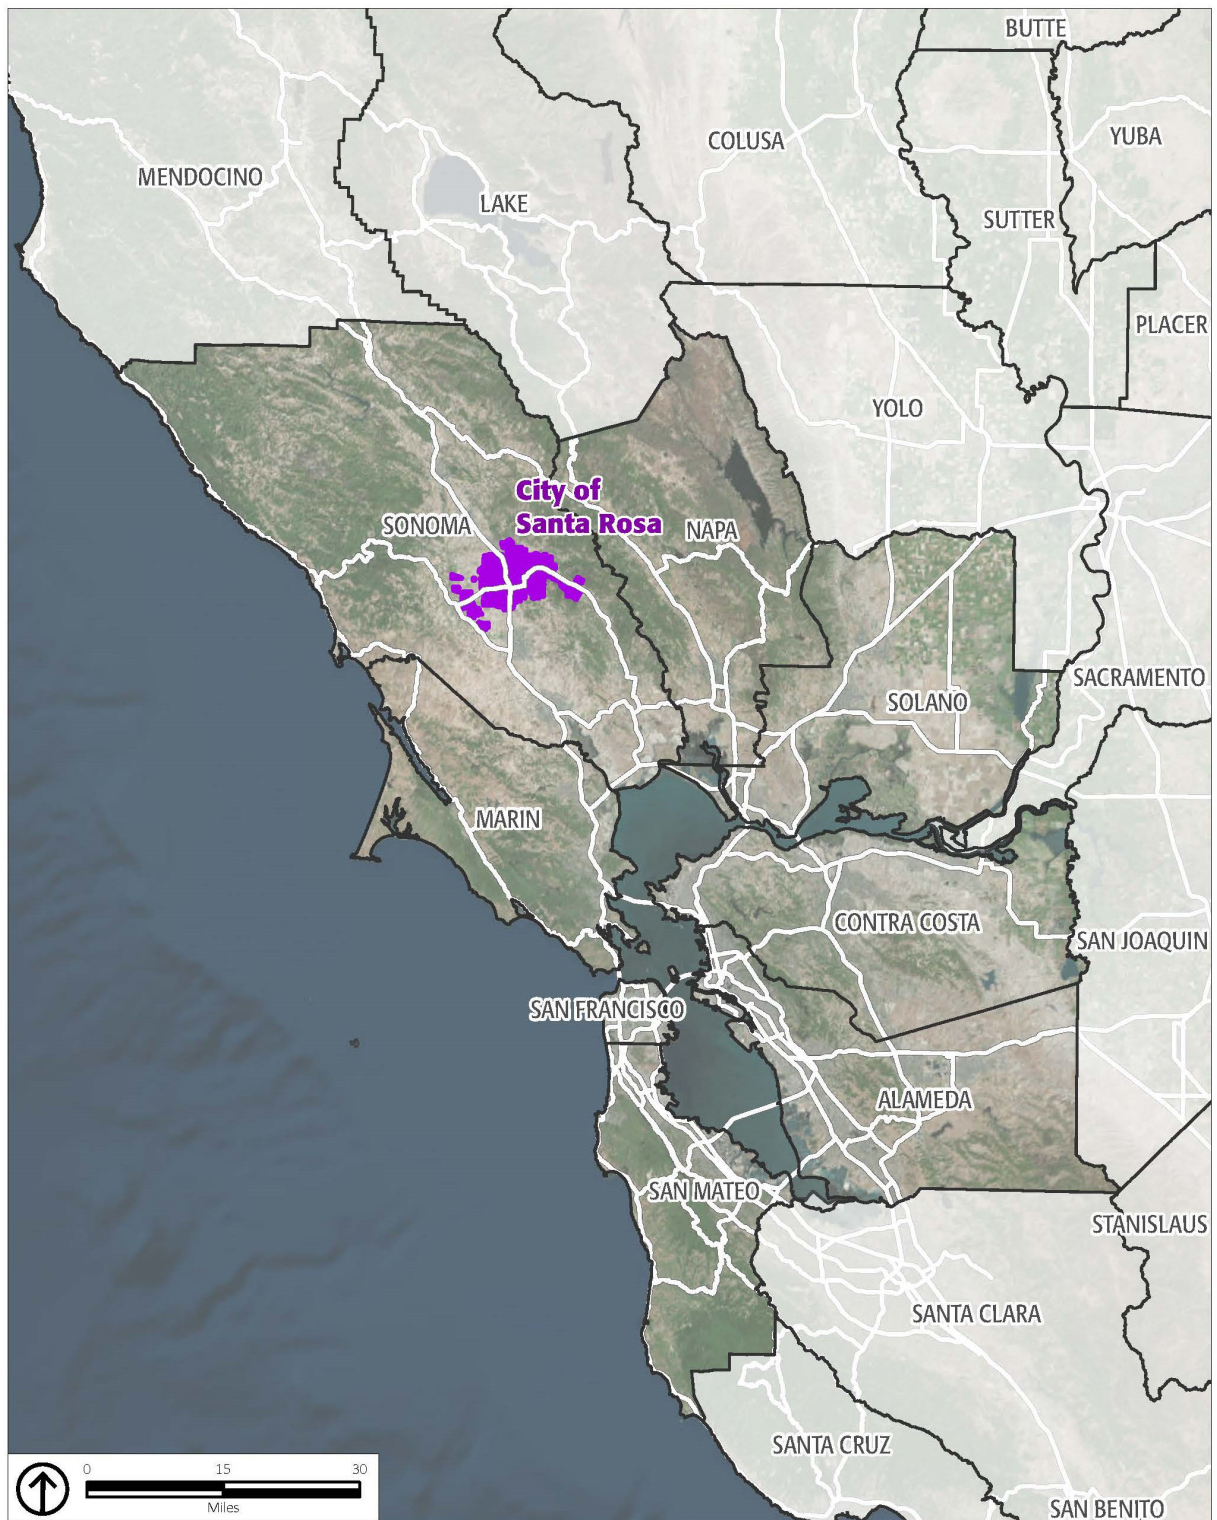 BUTTE
COLUSA
YUBA
MENDOCINO
LAKE
SUTTER
PLACER
YOLO
City of
Santa Rosa
SONOMA
NAPA
SACRAMENTO
SOLANO
MARIN
CONTRA COSTA
SAN JOAQUIN
SAN FRANCISCO
ALAMEDA
SAN MATEO
STANISLAUS
SANTA CLARA
SANTA CRUZ
0 15 30
Miles
SAN BENITO